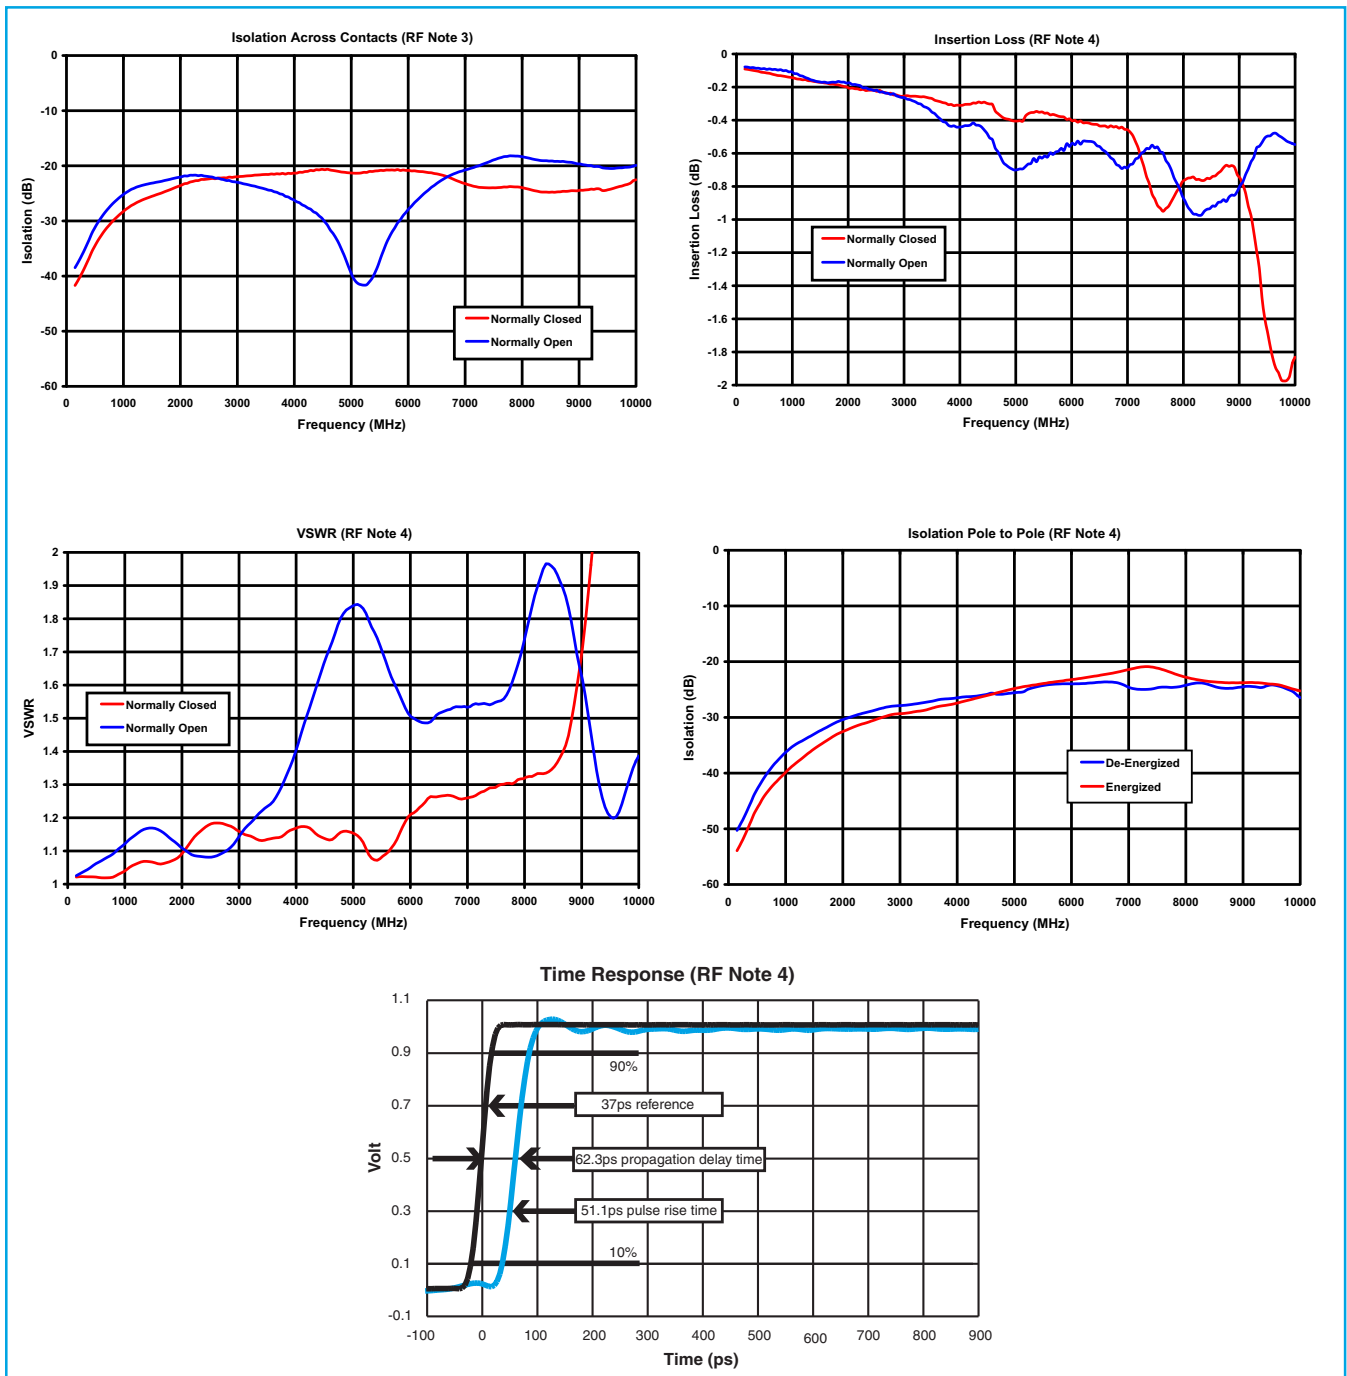 Isolation Across Contacts (RF Note 3)
0
-10
-20
-30
-40
-50
-60
Isolation (dB)
Normally Closed
Normally Open
0 1000 2000 3000 4000 5000 6000 7000 8000 9000 10000
Frequency (MHz)
Insertion Loss (RF Note 4)
0
-0.2
-0.4
-0.6
-0.8
-1
-1.2
-1.4
-1.6
-1.8
-2
Insertion Loss (dB)
Normally Closed
Normally Open
0 1000 2000 3000 4000 5000 6000 7000 8000 9000 10000
Frequency (MHz)
VSWR (RF Note 4)
2
1.9
1.8
1.7
1.6
1.5
1.4
1.3
1.2
1.1
1
VSWR
Normally Closed
Normally Open
0 1000 2000 3000 4000 5000 6000 7000 8000 9000 10000
Frequency (MHz)
Isolation Pole to Pole (RF Note 4)
0
-10
-20
-30
-40
-50
-60
Isolation (dB)
De-Energized
Energized
0 1000 2000 3000 4000 5000 6000 7000 8000 9000 10000
Frequency (MHz)
Time Response (RF Note 4)
1.1
0.9
0.7
0.5
0.3
0.1
-0.1
Volt
90%
37ps reference
62.3ps propagation delay time
51.1ps pulse rise time
10%
-100 0 100 200 300 400 500 600 700 800 900
Time (ps)